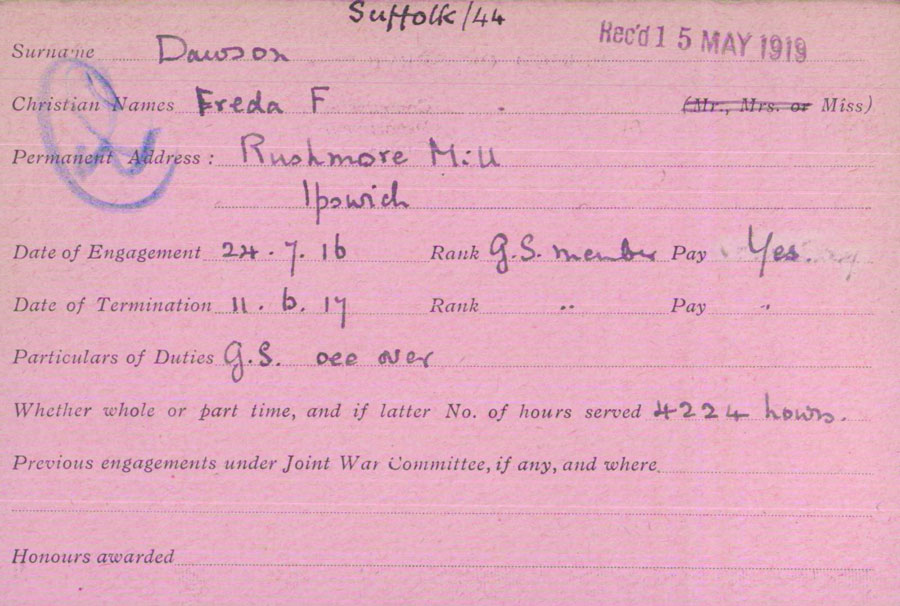 Suffolk/44
Rec'd 15 MAY 1919
Surname Dawson
Christian Names Freda F (Mr., Mrs. or Miss)
Permanent Address: Rushmore Mill
Ipswich
Date of Engagement 24.7.16 Rank G.S. member Pay Yes.
Date of Termination 11.6.17 Rank " Pay "
Particulars of Duties G.S. see over
Whether whole or part time, and if latter No. of hours served 4224 hours.
Previous engagements under Joint War Committee, if any, and where
Honours awarded